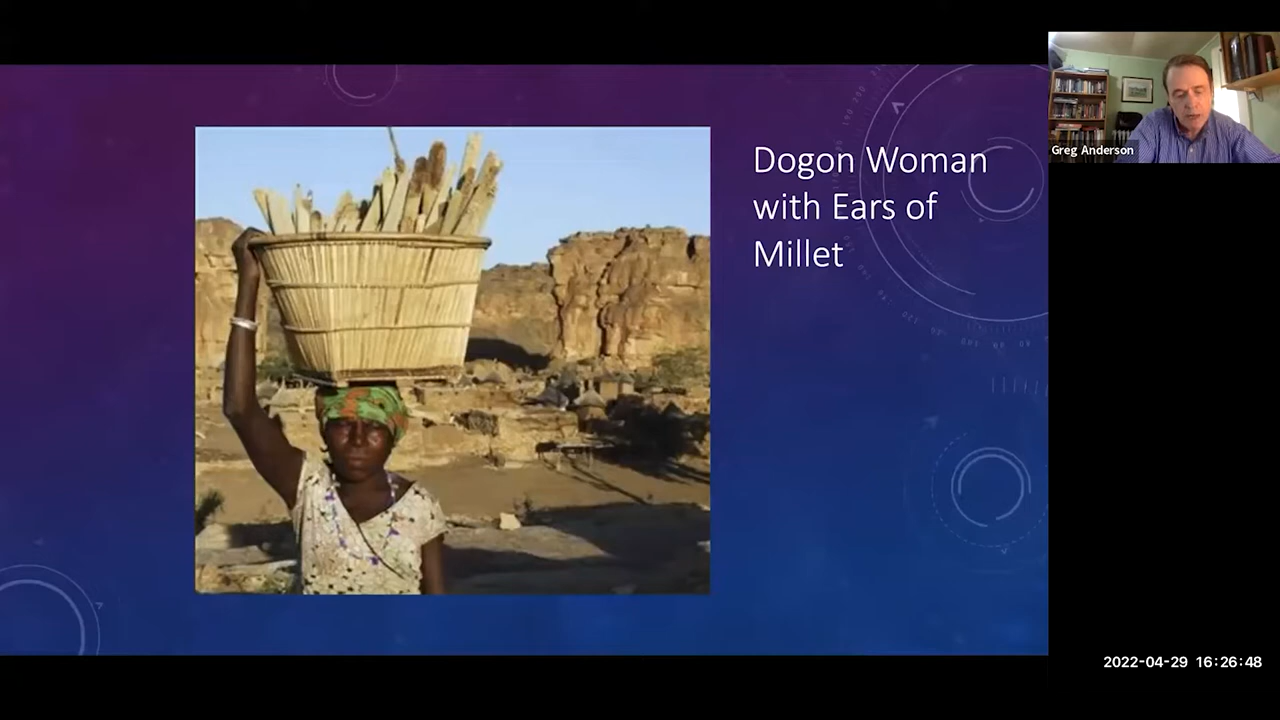 Dogon Woman
with Ears of
Millet
Greg Anderson
2022-04-29 16:26:48